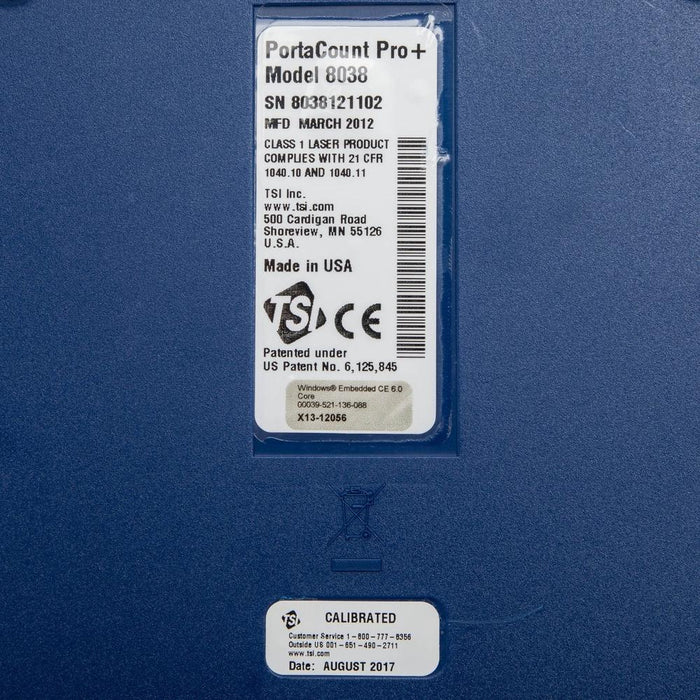 PortaCount Pro+
Model 8038
SN 8038121102
MFD MARCH 2012
CLASS 1 LASER PRODUCT
COMPLIES WITH 21 CFR
1040.10 AND 1040.11
TSI Inc.
www.tsi.com
500 Cardigan Road
Shoreview, MN 55126
U.S.A.
Made in USA
TSI CE
Patented under
US Patent No. 6,125,845
Windows® Embedded CE 6.0
Core
00039-521-136-088
X13-12056
TSI CALIBRATED
Customer Service 1-800-777-8356
Outside US 001-651-490-2711
www.tsi.com
Date: AUGUST 2017